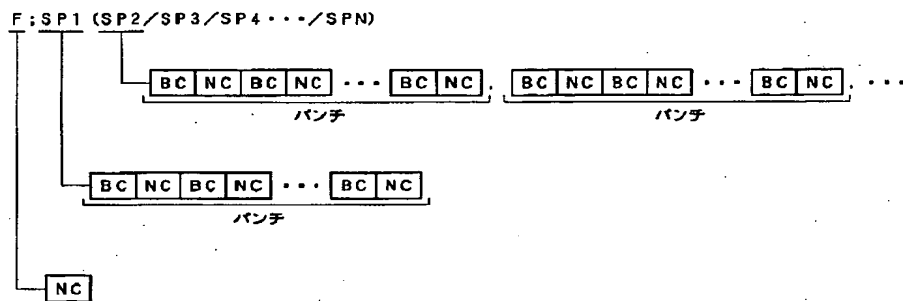 F;SP1 (SP2/SP3/SP4・・・/SPN)
BC NC BC NC ・・・ BC NC, BC NC BC NC ・・・ BC NC, ・・・
パンチ パンチ
BC NC BC NC ・・・ BC NC
パンチ
NC